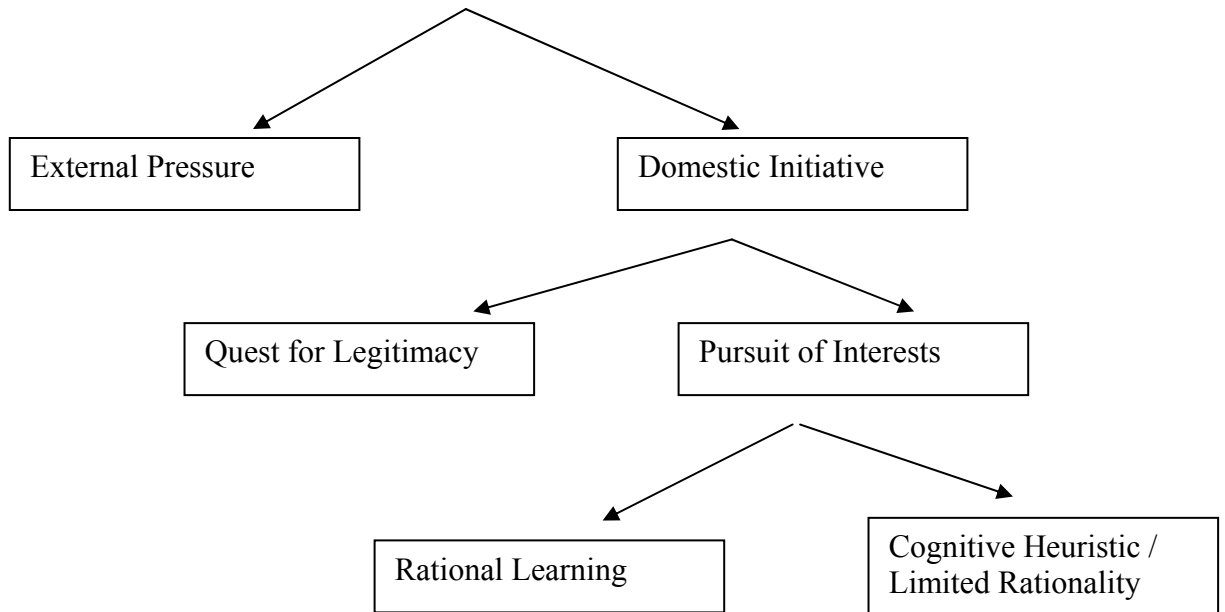 External Pressure
Domestic Initiative
Quest for Legitimacy
Pursuit of Interests
Rational Learning
Cognitive Heuristic /
Limited Rationality